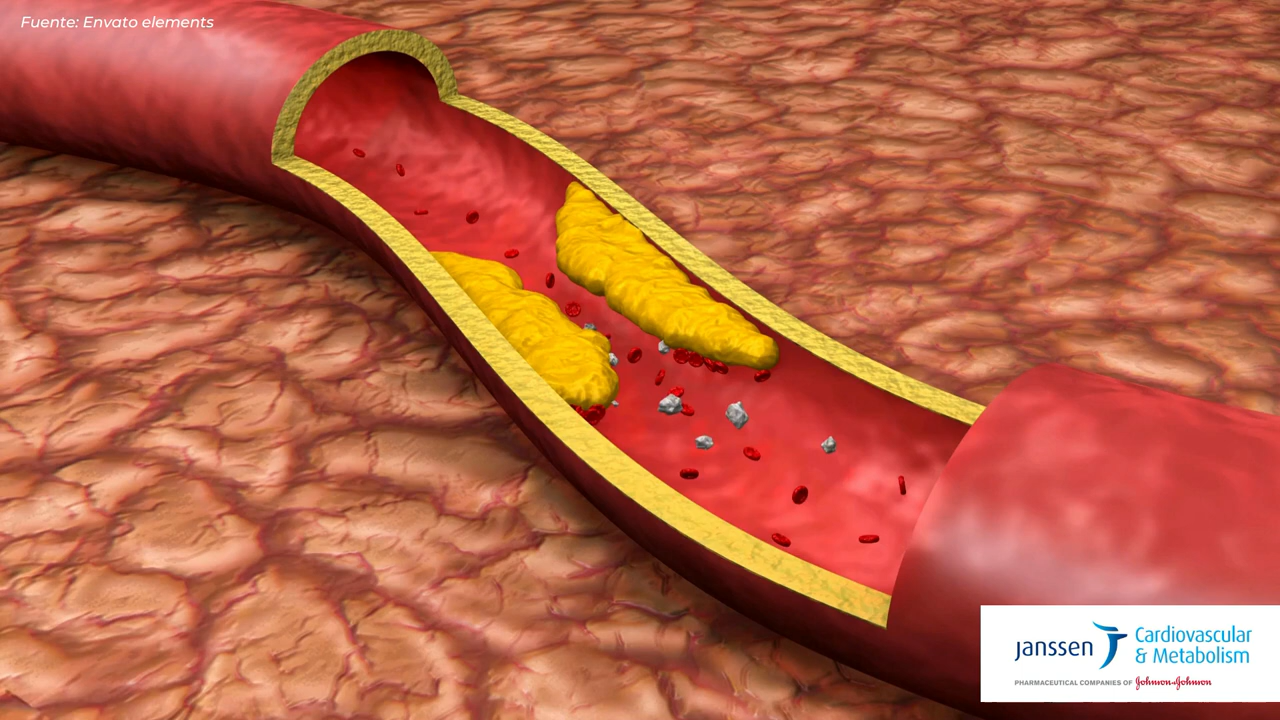 Fuente: Envato elements
janssen
Cardiovascular
& Metabolism
PHARMACEUTICAL COMPANIES OF Johnson & Johnson